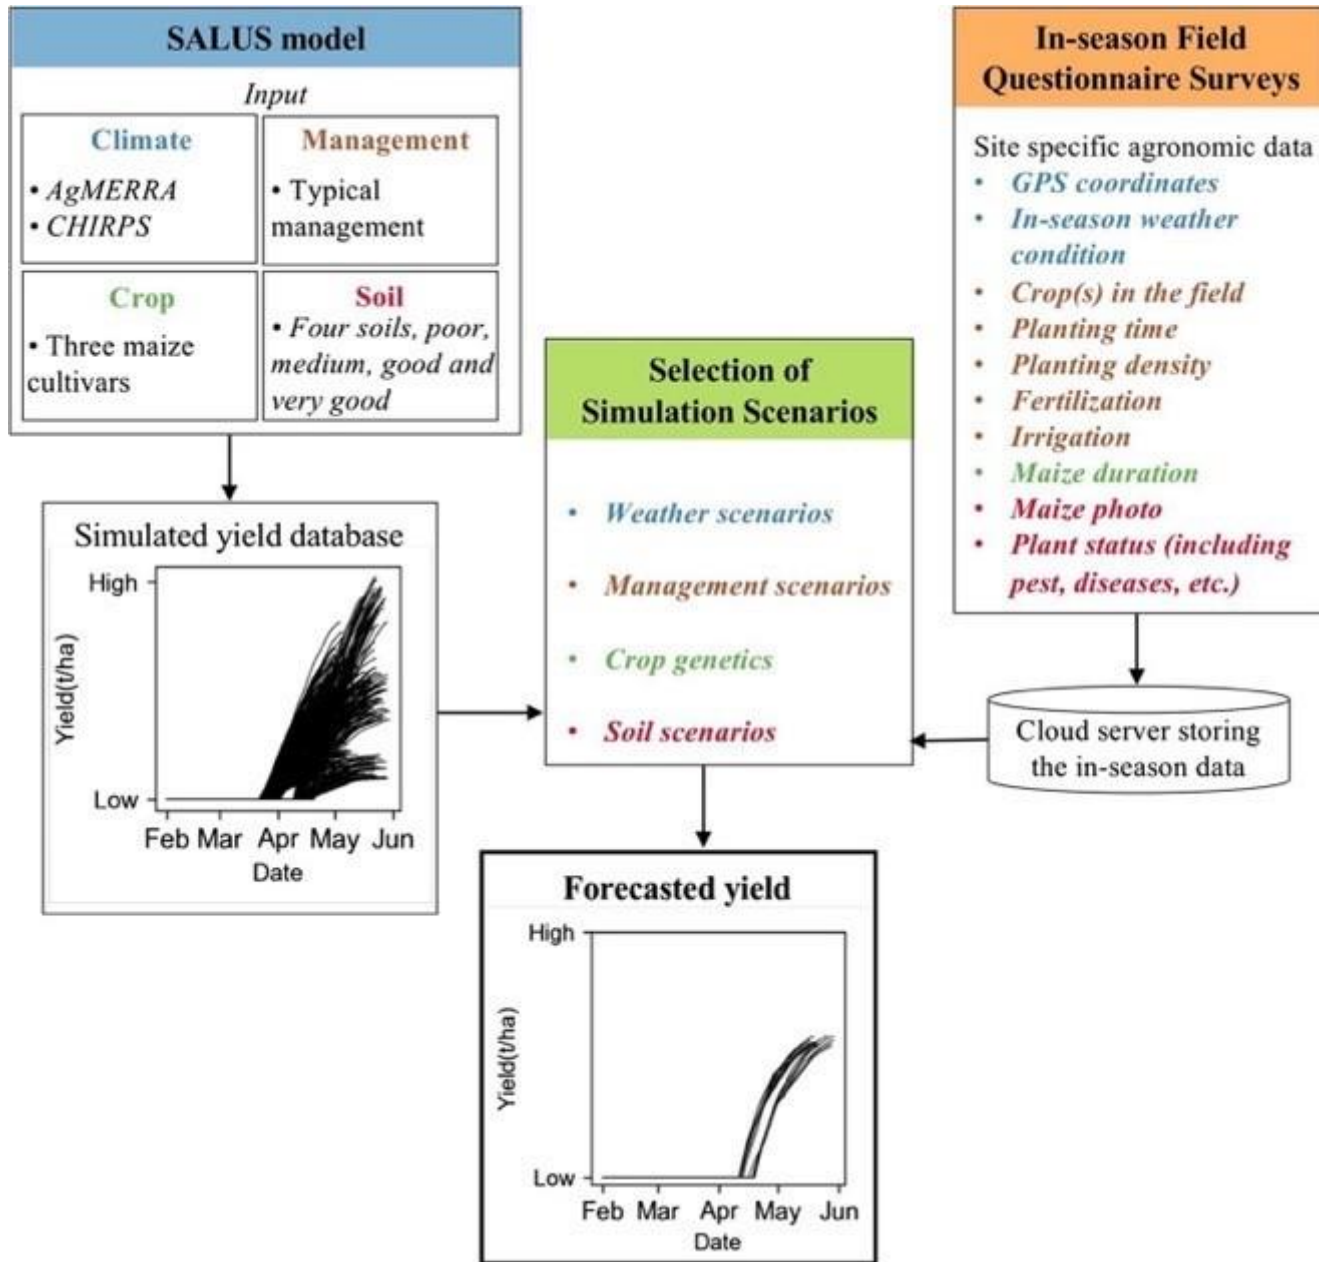 SALUS model
Input
Climate
• AgMERRA
• CHIRPS
Management
• Typical
management
Crop
• Three maize
cultivars
Soil
• Four soils, poor,
medium, good and
very good
Simulated yield database
High
Low
Yield(t/ha)
Feb Mar Apr May Jun
Date
Selection of
Simulation Scenarios
• Weather scenarios
• Management scenarios
• Crop genetics
• Soil scenarios
In-season Field
Questionnaire Surveys
Site specific agronomic data
• GPS coordinates
• In-season weather
condition
• Crop(s) in the field
• Planting time
• Planting density
• Fertilization
• Irrigation
• Maize duration
• Maize photo
• Plant status (including
pest, diseases, etc.)
Cloud server storing
the in-season data
Forecasted yield
High
Low
Yield(t/ha)
Feb Mar Apr May Jun
Date